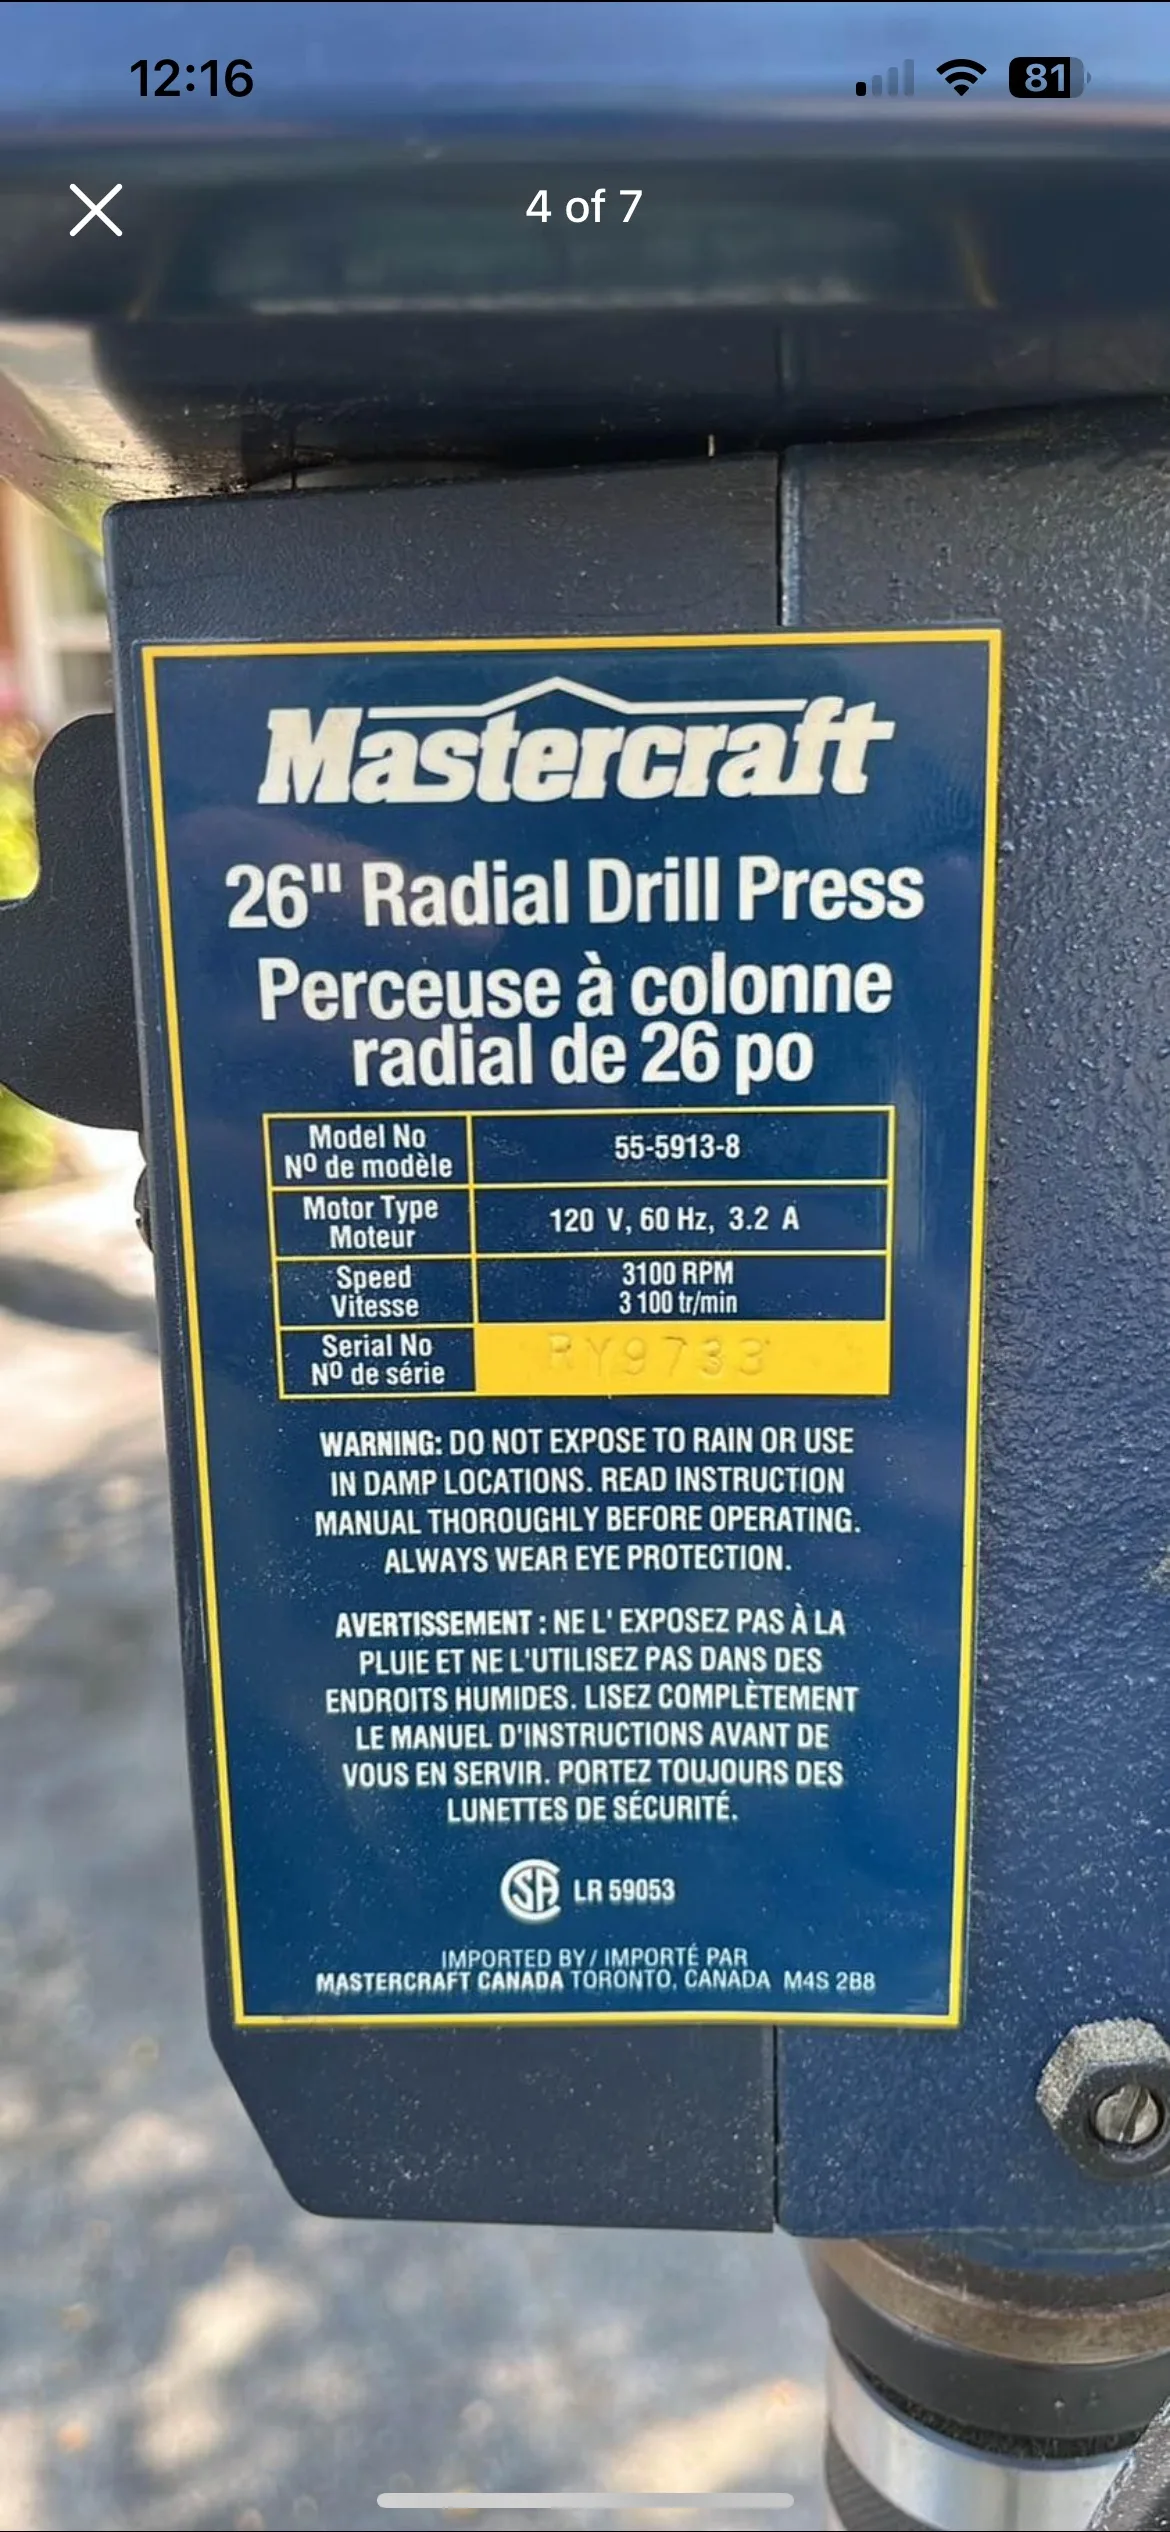 12:16
81
4 of 7
Mastercraft
26" Radial Drill Press
Perceuse à colonne
radial de 26 po
Model No
Nº de modèle
55-5913-8
Motor Type
Moteur
120 V, 60 Hz, 3.2 A
Speed
Vitesse
3100 RPM
3 100 tr/min
Serial No
Nº de série
RY9733
WARNING: DO NOT EXPOSE TO RAIN OR USE
IN DAMP LOCATIONS. READ INSTRUCTION
MANUAL THOROUGHLY BEFORE OPERATING.
ALWAYS WEAR EYE PROTECTION.
AVERTISSEMENT : NE L' EXPOSEZ PAS À LA
PLUIE ET NE L'UTILISEZ PAS DANS DES
ENDROITS HUMIDES. LISEZ COMPLÈTEMENT
LE MANUEL D'INSTRUCTIONS AVANT DE
VOUS EN SERVIR. PORTEZ TOUJOURS DES
LUNETTES DE SÉCURITÉ.
SA LR 59053
IMPORTED BY / IMPORTÉ PAR
MASTERCRAFT CANADA TORONTO, CANADA M4S 2B8